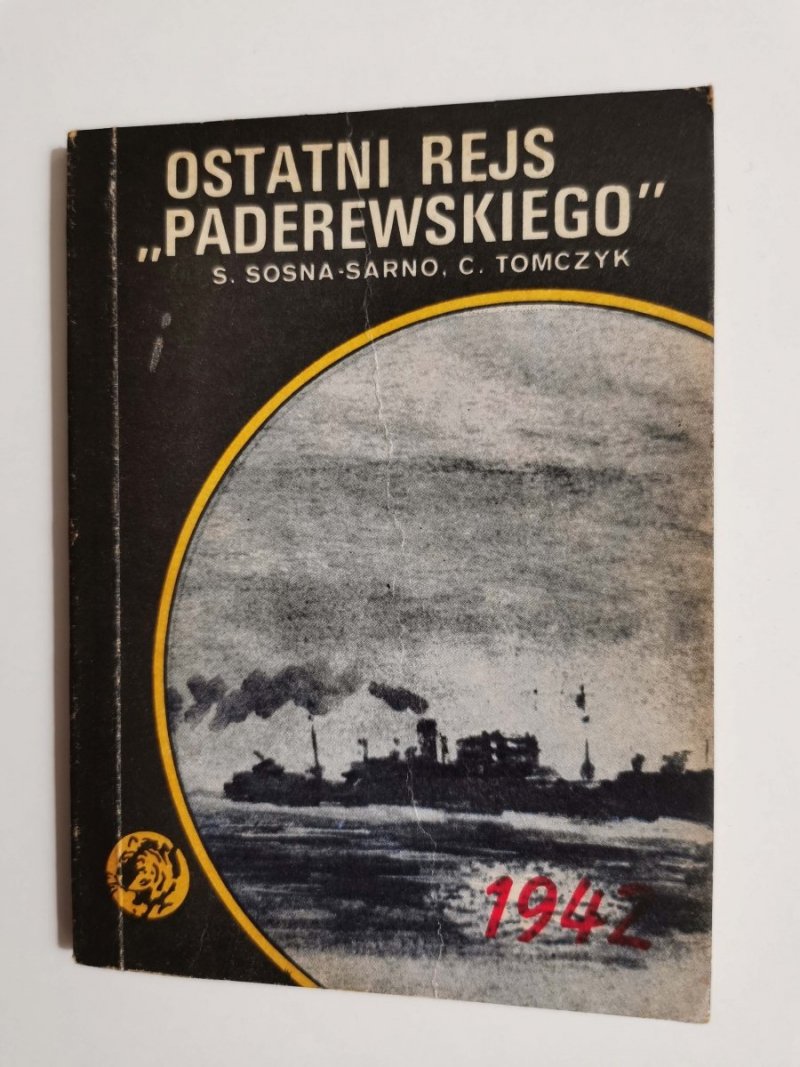 OSTATNI REJS
„PADEREWSKIEGO”
S. SOSNA-SARNO, C. TOMCZYK
1942